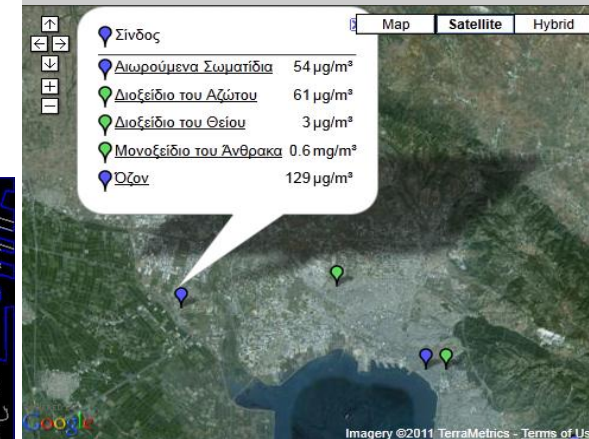 Σίνδος
Αιωρούμενα Σωματίδια 54 μg/m³
Διοξείδιο του Αζώτου 61 μg/m³
Διοξείδιο του Θείου 3 μg/m³
Μονοξείδιο του Άνθρακα 0.6 mg/m³
Όζον 129 μg/m³
Map Satellite Hybrid
Google
Imagery ©2011 TerraMetrics - Terms of Us